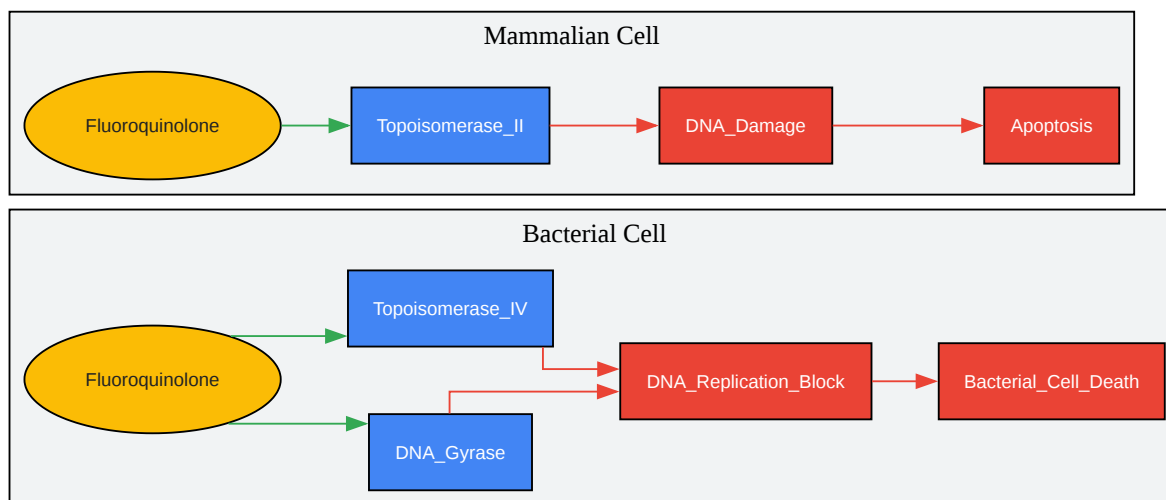 Mammalian Cell
Fluoroquinolone
Topoisomerase_II
DNA_Damage
Apoptosis
Bacterial Cell
Fluoroquinolone
Topoisomerase_IV
DNA_Gyrase
DNA_Replication_Block
Bacterial_Cell_Death